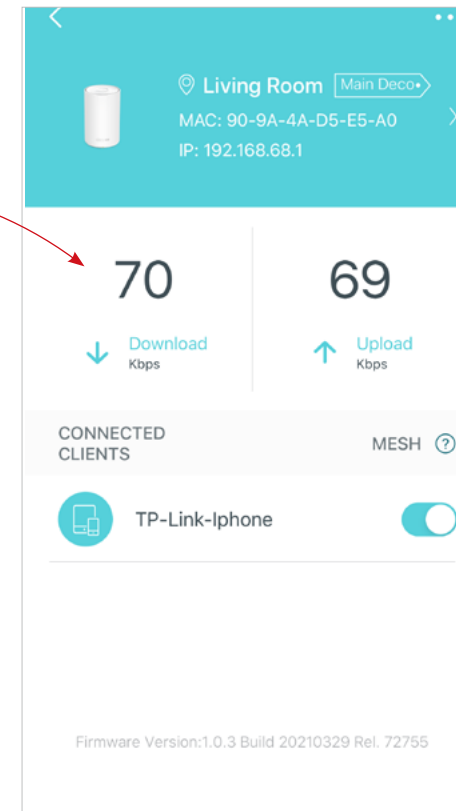 Living Room Main Deco
MAC: 90-9A-4A-D5-E5-A0
IP: 192.168.68.1
70 69
Download Upload
Kbps Kbps
CONNECTED
CLIENTS
MESH ?
TP-Link-Iphone
Firmware Version:1.0.3 Build 20210329 Rel. 72755